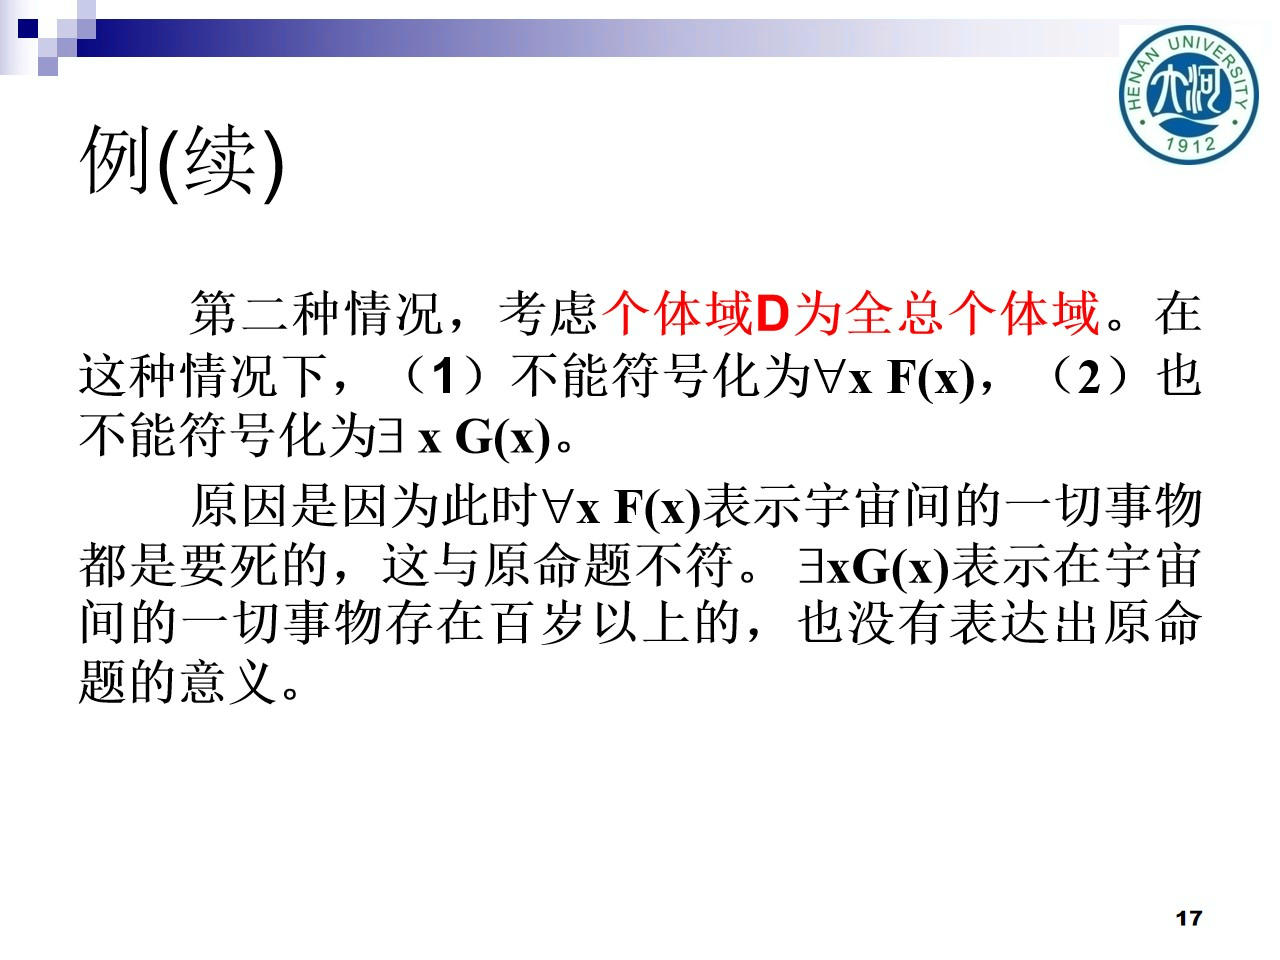 HENAN UNIVERSITY
1912
例(续)
第二种情况，考虑个体域D为全总个体域。在
这种情况下，（1）不能符号化为∀x F(x)，（2）也
不能符号化为∃ x G(x)。
原因是因为此时∀x F(x)表示宇宙间的一切事物
都是要死的，这与原命题不符。 ∃xG(x)表示在宇宙
间的一切事物存在百岁以上的，也没有表达出原命
题的意义。
17